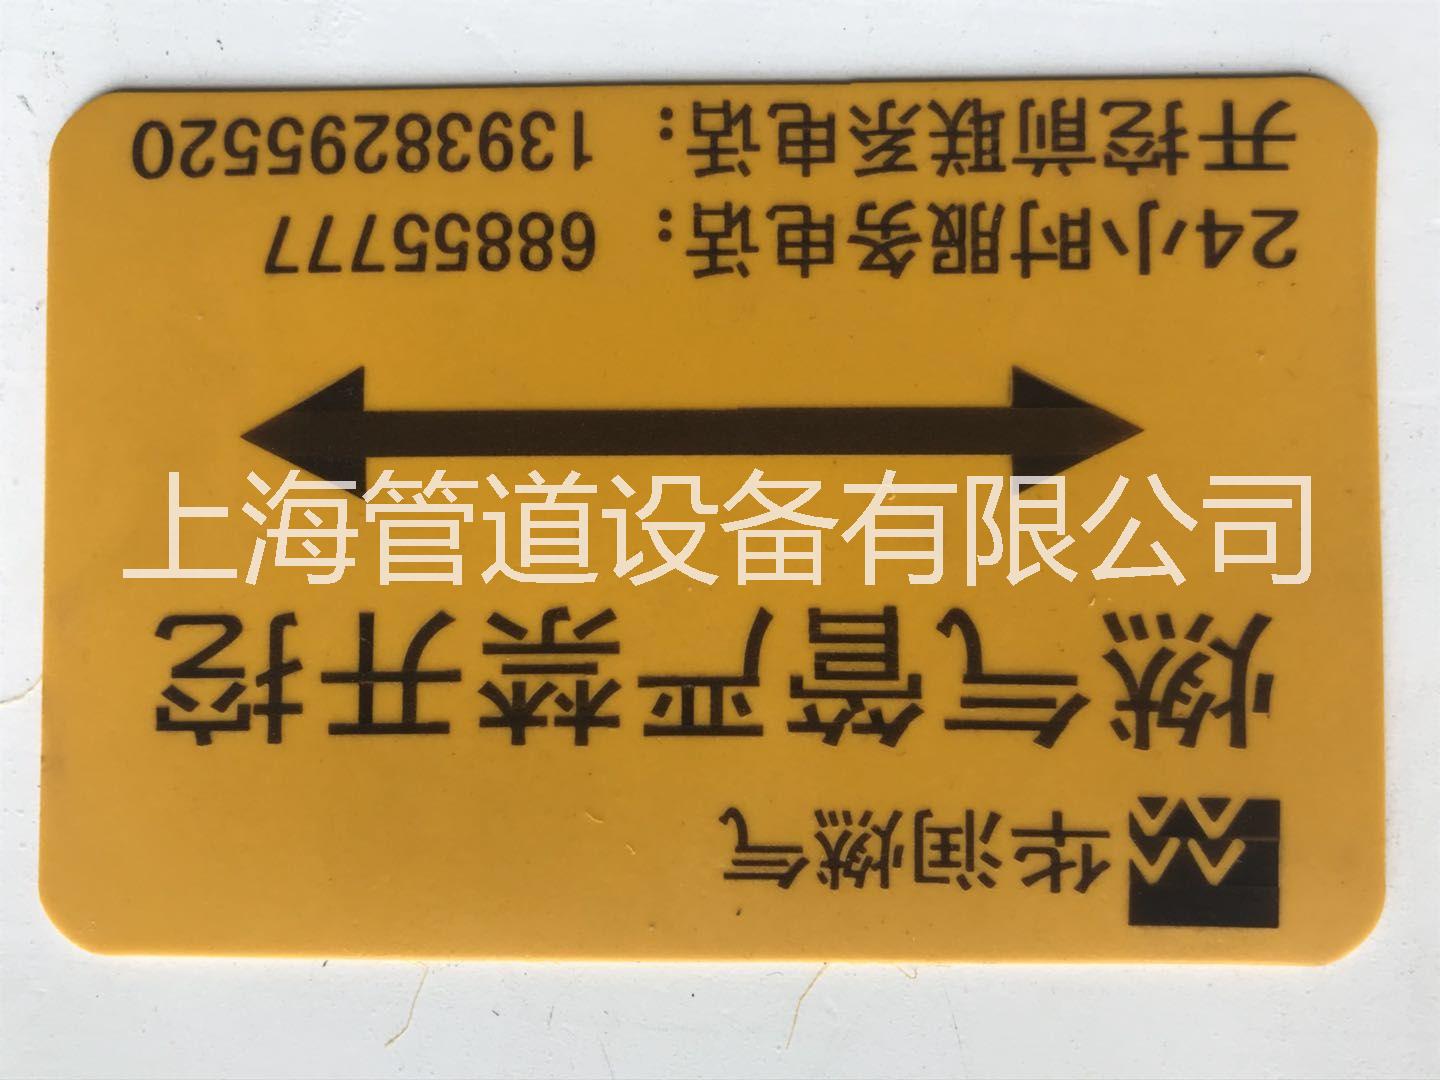 华润燃气
燃气管严禁开挖
上海管道设备有限公司
24小时服务电话： 68855777
开挖前联系电话： 13938295520